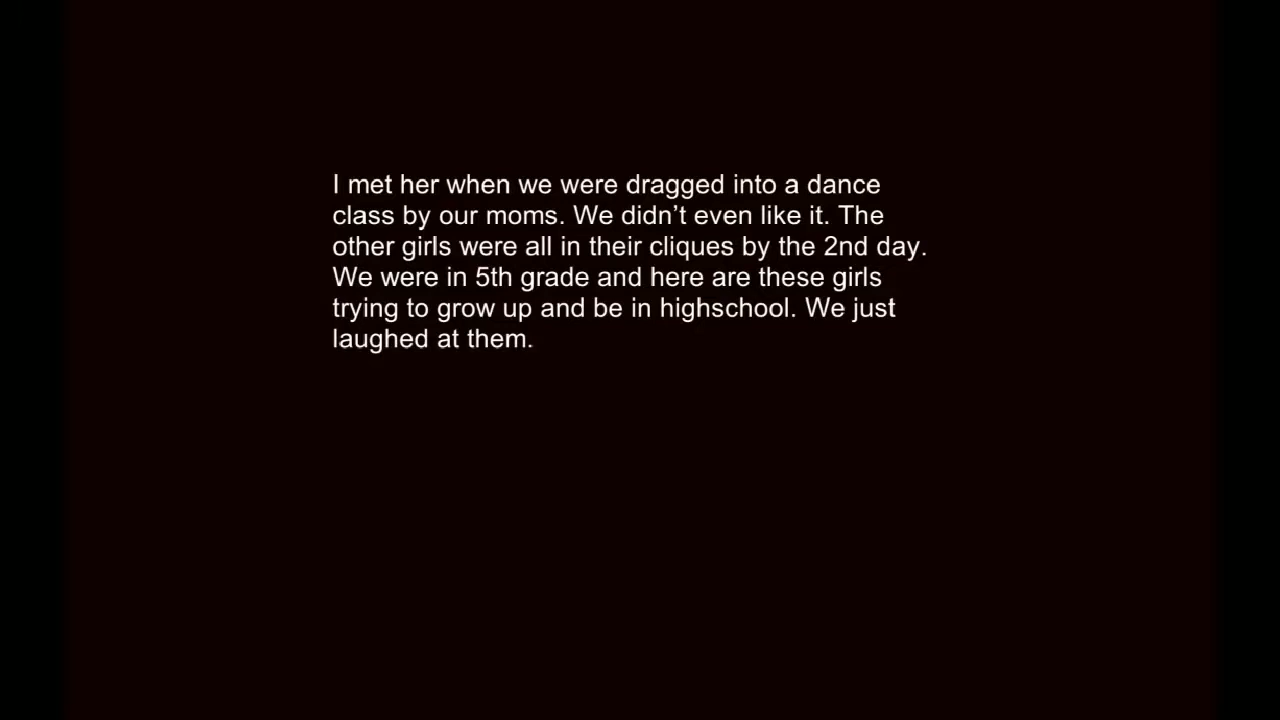 I met her when we were dragged into a dance
class by our moms. We didn’t even like it. The
other girls were all in their cliques by the 2nd day.
We were in 5th grade and here are these girls
trying to grow up and be in highschool. We just
laughed at them.